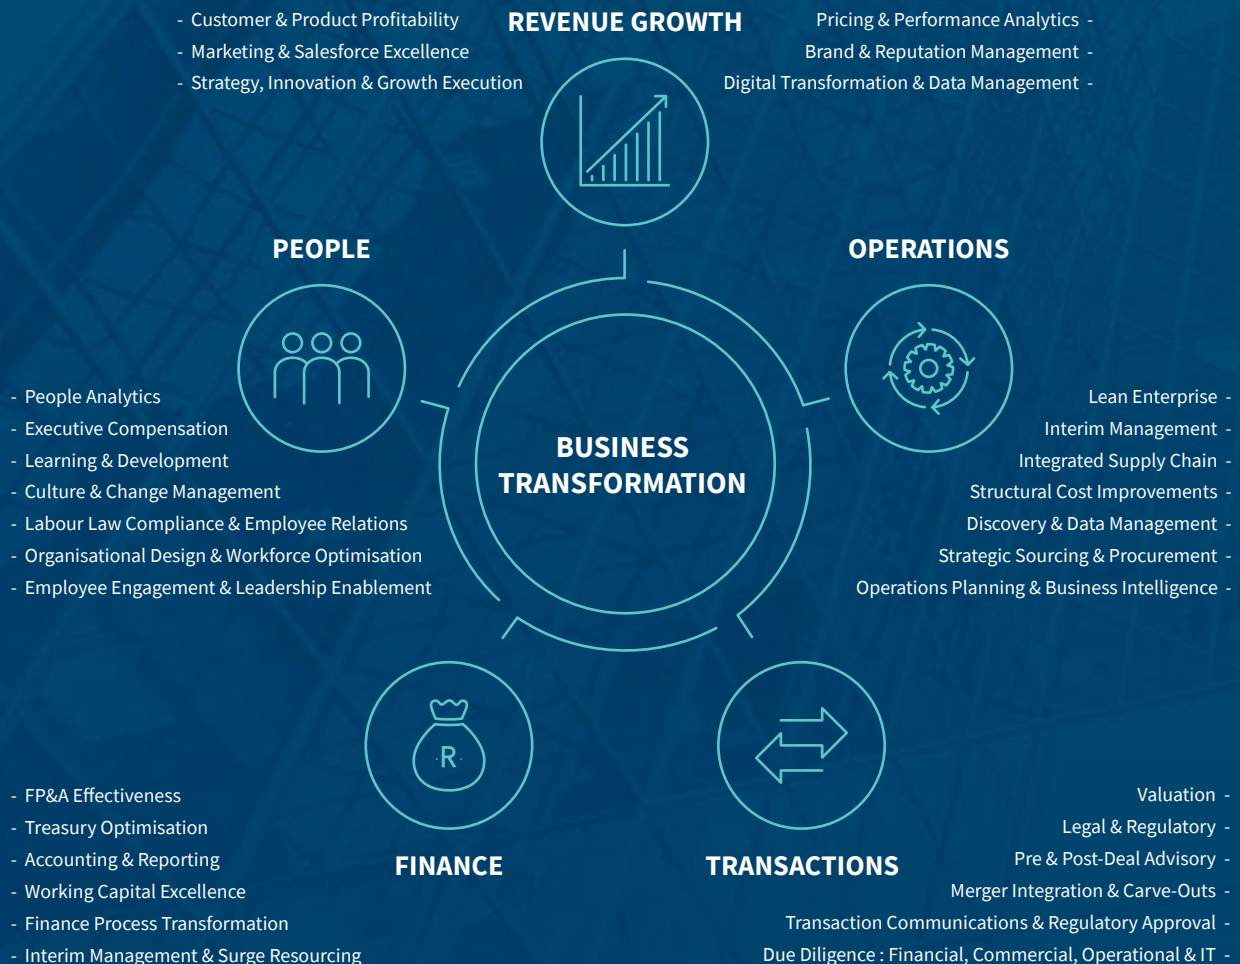 REVENUE GROWTH
- Customer & Product Profitability
- Marketing & Salesforce Excellence
- Strategy, Innovation & Growth Execution
Pricing & Performance Analytics -
Brand & Reputation Management -
Digital Transformation & Data Management -
PEOPLE
- People Analytics
- Executive Compensation
- Learning & Development
- Culture & Change Management
- Labour Law Compliance & Employee Relations
- Organisational Design & Workforce Optimisation
- Employee Engagement & Leadership Enablement
OPERATIONS
Lean Enterprise -
Interim Management -
Integrated Supply Chain -
Structural Cost Improvements -
Discovery & Data Management -
Strategic Sourcing & Procurement -
Operations Planning & Business Intelligence -
BUSINESS
TRANSFORMATION
R
FINANCE
- FP&A Effectiveness
- Treasury Optimisation
- Accounting & Reporting
- Working Capital Excellence
- Finance Process Transformation
- Interim Management & Surge Resourcing
TRANSACTIONS
Valuation -
Legal & Regulatory -
Pre & Post-Deal Advisory -
Merger Integration & Carve-Outs -
Transaction Communications & Regulatory Approval -
Due Diligence : Financial, Commercial, Operational & IT -